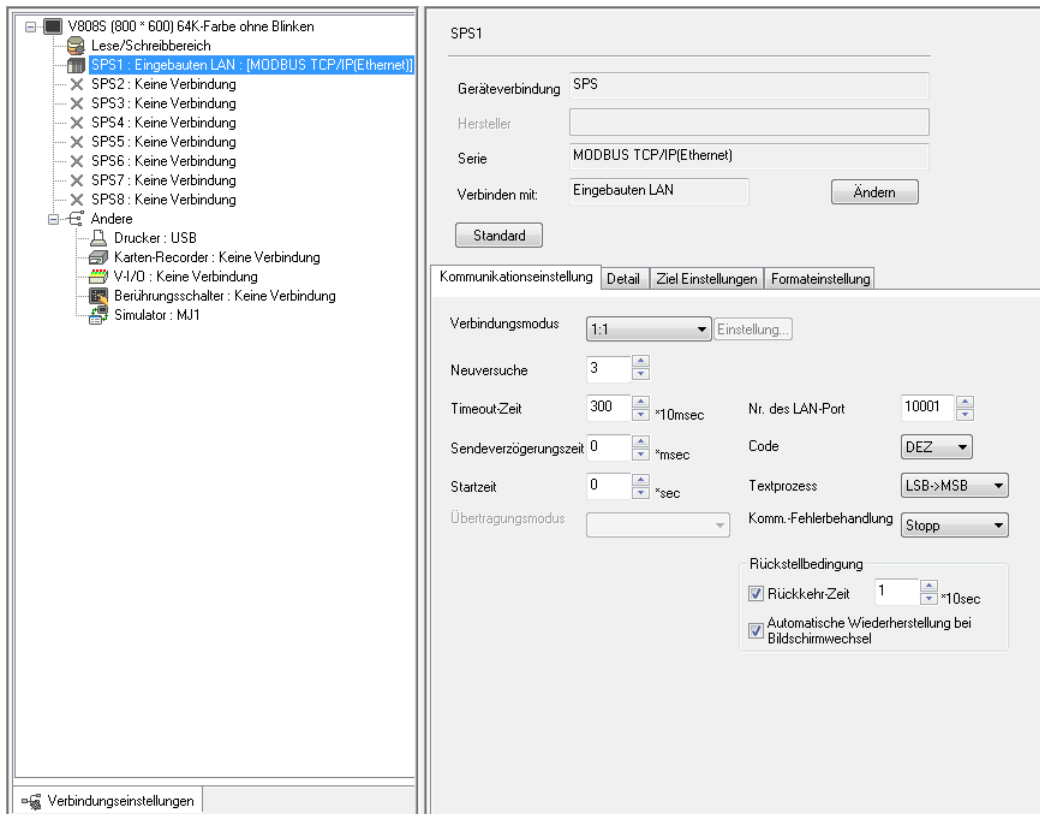 V808S (800 * 600) 64K-Farbe ohne Blinken
Lese/Schreibbereich
SPS1 : Eingebauten LAN : [MODBUS TCP/IP(Ethernet)]
SPS2 : Keine Verbindung
SPS3 : Keine Verbindung
SPS4 : Keine Verbindung
SPS5 : Keine Verbindung
SPS6 : Keine Verbindung
SPS7 : Keine Verbindung
SPS8 : Keine Verbindung
Andere
Drucker : USB
Karten-Recorder : Keine Verbindung
V-I/O : Keine Verbindung
Berührungsschalter : Keine Verbindung
Simulator : MJ1
Verbindungseinstellungen
SPS1
Geräteverbindung SPS
Hersteller
Serie MODBUS TCP/IP(Ethernet)
Verbinden mit: Eingebauten LAN Ändern
Standard
Kommunikationseinstellung Detail Ziel Einstellungen Formateinstellung
Verbindungsmodus 1:1 Einstellung...
Neuversuche 3
Timeout-Zeit 300 *10msec Nr. des LAN-Port 10001
Sendeverzögerungszeit 0 *msec Code DEZ
Startzeit 0 *sec Textprozess LSB->MSB
Übertragungsmodus Komm.-Fehlerbehandlung Stopp
Rückstellbedingung
Rückkehr-Zeit 1 *10sec
Automatische Wiederherstellung bei
Bildschirmwechsel